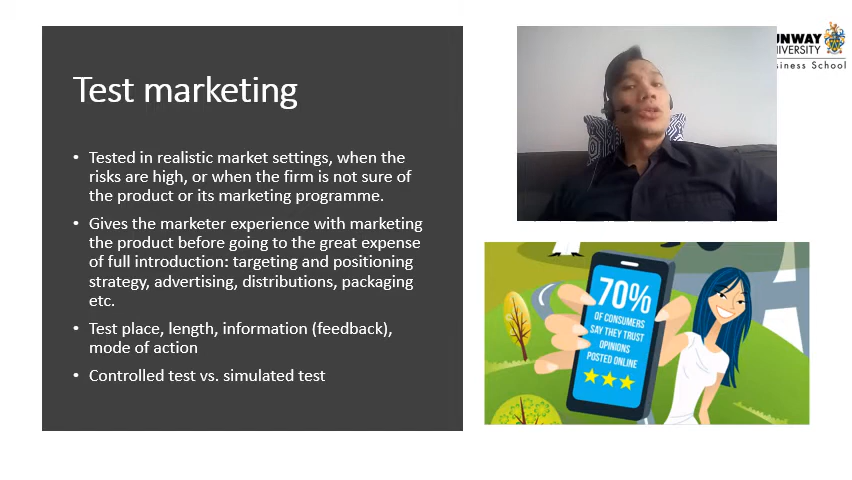 Test marketing
• Tested in realistic market settings, when the
risks are high, or when the firm is not sure of
the product or its marketing programme.
• Gives the marketer experience with marketing
the product before going to the great expense
of full introduction: targeting and positioning
strategy, advertising, distributions, packaging
etc.
• Test place, length, information (feedback),
mode of action
• Controlled test vs. simulated test
UNWAY
NIVERSITY
siness School
70%
OF CONSUMERS
SAY THEY TRUST
OPINIONS
POSTED ONLINE